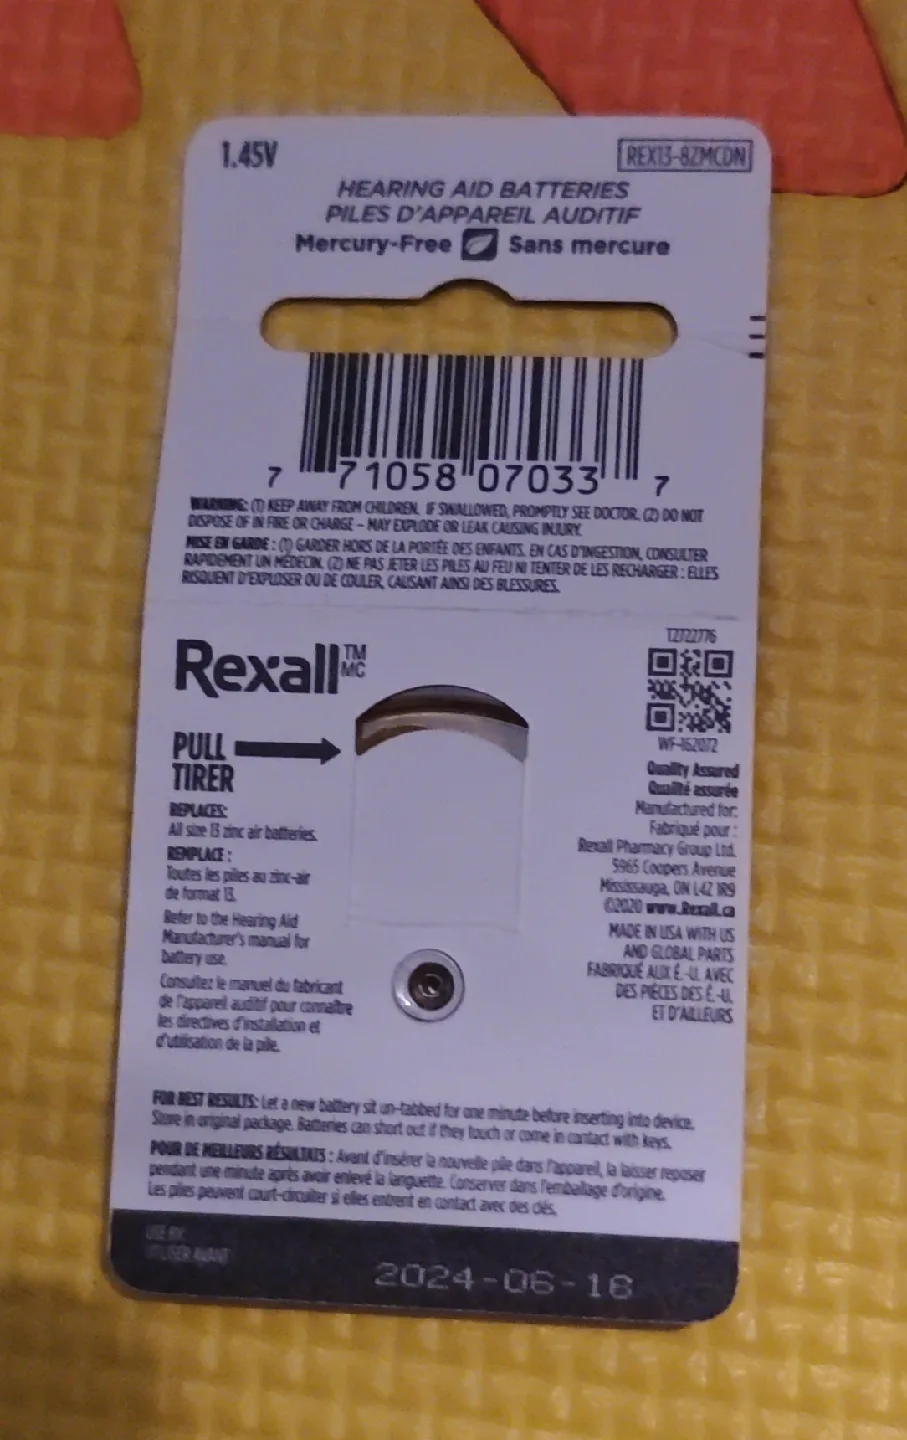 1.45V
REX13-8ZMCDN
HEARING AID BATTERIES
PILES D'APPAREIL AUDITIF
Mercury-Free Sans mercure
7 71058 07033 7
WARNING: (1) KEEP AWAY FROM CHILDREN. IF SWALLOWED, PROMPTLY SEE DOCTOR. (2) DO NOT
DISPOSE OF IN FIRE OR CHARGE – MAY EXPLODE OR LEAK CAUSING INJURY.
MISE EN GARDE : (1) GARDER HORS DE LA PORTÉE DES ENFANTS. EN CAS D'INGESTION, CONSULTER
RAPIDEMENT UN MÉDECIN. (2) NE PAS JETER LES PILES AU FEU NI TENTER DE LES RECHARGER : ELLES
RISQUENT D'EXPLOSER OU DE COULER, CAUSANT AINSI DES BLESSURES.
Rexall TM
MC
PULL
TIRER
REPLACES:
All size 13 zinc air batteries.
REMPLACE :
Toutes les piles au zinc-air
de format 13.
Refer to the Hearing Aid
Manufacturer's manual for
battery use.
Consultez le manuel du fabricant
de l'appareil auditif pour connaître
les directives d'installation et
d'utilisation de la pile.
T2722776
WF-162072
Quality Assured
Qualité assurée
Manufactured for:
Fabriqué pour :
Rexall Pharmacy Group Ltd.
5965 Coopers Avenue
Mississauga, ON L4Z 1R9
©2020 www.Rexall.ca
MADE IN USA WITH US
AND GLOBAL PARTS
FABRIQUÉ AUX É.-U. AVEC
DES PIÈCES DES É.-U.
ET D'AILLEURS
FOR BEST RESULTS: Let a new battery sit un-tabbed for one minute before inserting into device.
Store in original package. Batteries can short out if they touch or come in contact with keys.
POUR DE MEILLEURS RÉSULTATS : Avant d'insérer la nouvelle pile dans l'appareil, la laisser reposer
pendant une minute après avoir enlevé la languette. Conserver dans l'emballage d'origine.
Les piles peuvent court-circuiter si elles entrent en contact avec des clés.
USE BY:
UTILISER AVANT
2024-06-16